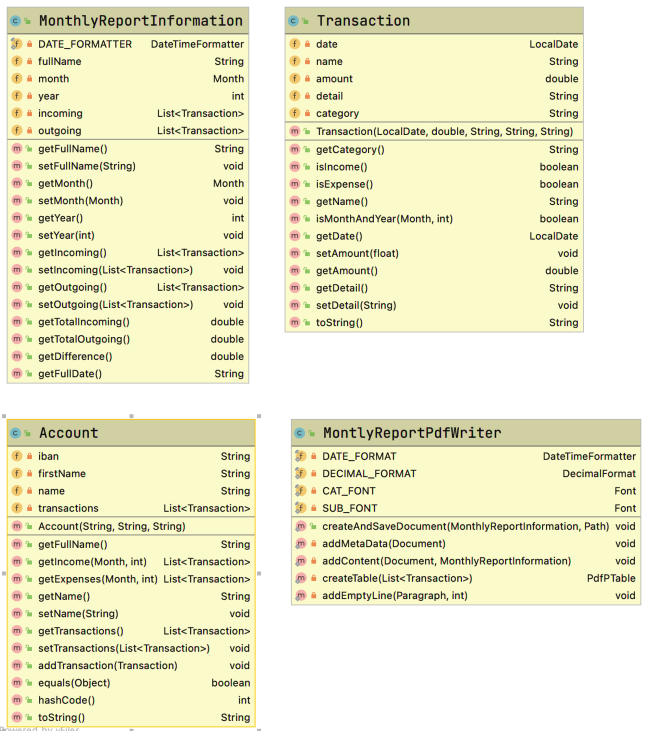 MonthlyReportInformation
DATE_FORMATTER DateTimeFormatter
fullName String
month Month
year int
incoming List<Transaction>
outgoing List<Transaction>
getFullName() String
setFullName(String) void
getMonth() Month
setMonth(Month) void
getYear() int
setYear(int) void
getIncoming() List<Transaction>
setIncoming(List<Transaction>) void
getOutgoing() List<Transaction>
setOutgoing(List<Transaction>) void
getTotalIncoming() double
getTotalOutgoing() double
getDifference() double
getFullDate() String
Transaction
date LocalDate
name String
amount double
detail String
category String
Transaction(LocalDate, double, String, String, String)
getCategory() String
isIncome() boolean
isExpense() boolean
getName() String
isMonthAndYear(Month, int) boolean
getDate() LocalDate
setAmount(float) void
getAmount() double
getDetail() String
setDetail(String) void
toString() String
Account
iban String
firstName String
name String
transactions List<Transaction>
Account(String, String, String)
getFullName() String
getIncome(Month, int) List<Transaction>
getExpenses(Month, int) List<Transaction>
getName() String
setName(String) void
getTransactions() List<Transaction>
setTransactions(List<Transaction>) void
addTransaction(Transaction) void
equals(Object) boolean
hashCode() int
toString() String
MontlyReportPdfWriter
DATE_FORMAT DateTimeFormatter
DECIMAL_FORMAT DecimalFormat
CAT_FONT Font
SUB_FONT Font
createAndSaveDocument(MonthlyReportInformation, Path) void
addMetaData(Document) void
addContent(Document, MonthlyReportInformation) void
createTable(List<Transaction>) PdfPTable
addEmptyLine(Paragraph, int) void
Powered by yFiles